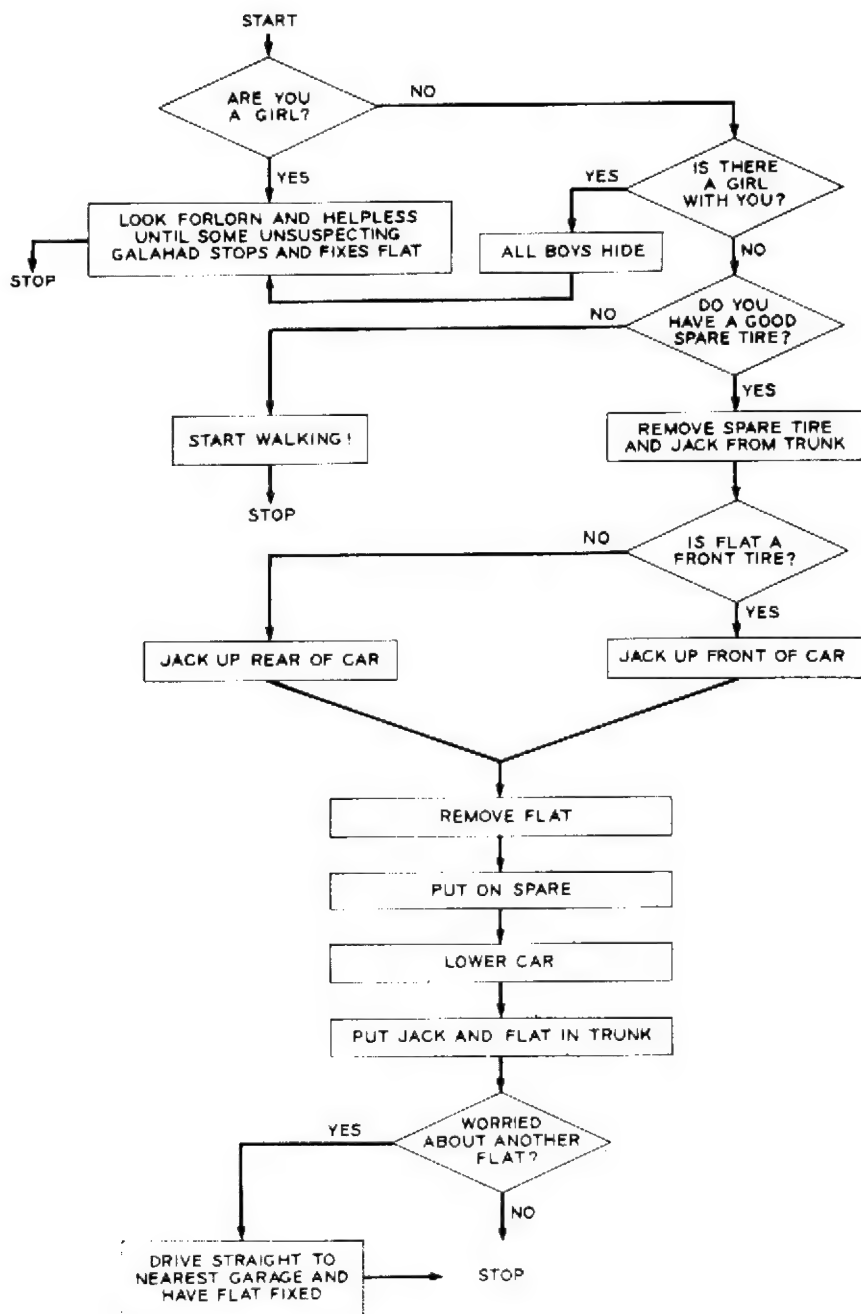 START
ARE YOU
A GIRL?
NO
YES
IS THERE
A GIRL
WITH YOU?
YES
LOOK FORLORN AND HELPLESS
UNTIL SOME UNSUSPECTING
GALAHAD STOPS AND FIXES FLAT
STOP
ALL BOYS HIDE
NO
DO YOU
HAVE A GOOD
SPARE TIRE?
NO
YES
START WALKING!
STOP
REMOVE SPARE TIRE
AND JACK FROM TRUNK
IS FLAT A
FRONT TIRE?
NO
YES
JACK UP REAR OF CAR
JACK UP FRONT OF CAR
REMOVE FLAT
PUT ON SPARE
LOWER CAR
PUT JACK AND FLAT IN TRUNK
WORRIED
ABOUT ANOTHER
FLAT?
YES
NO
DRIVE STRAIGHT TO
NEAREST GARAGE AND
HAVE FLAT FIXED
STOP